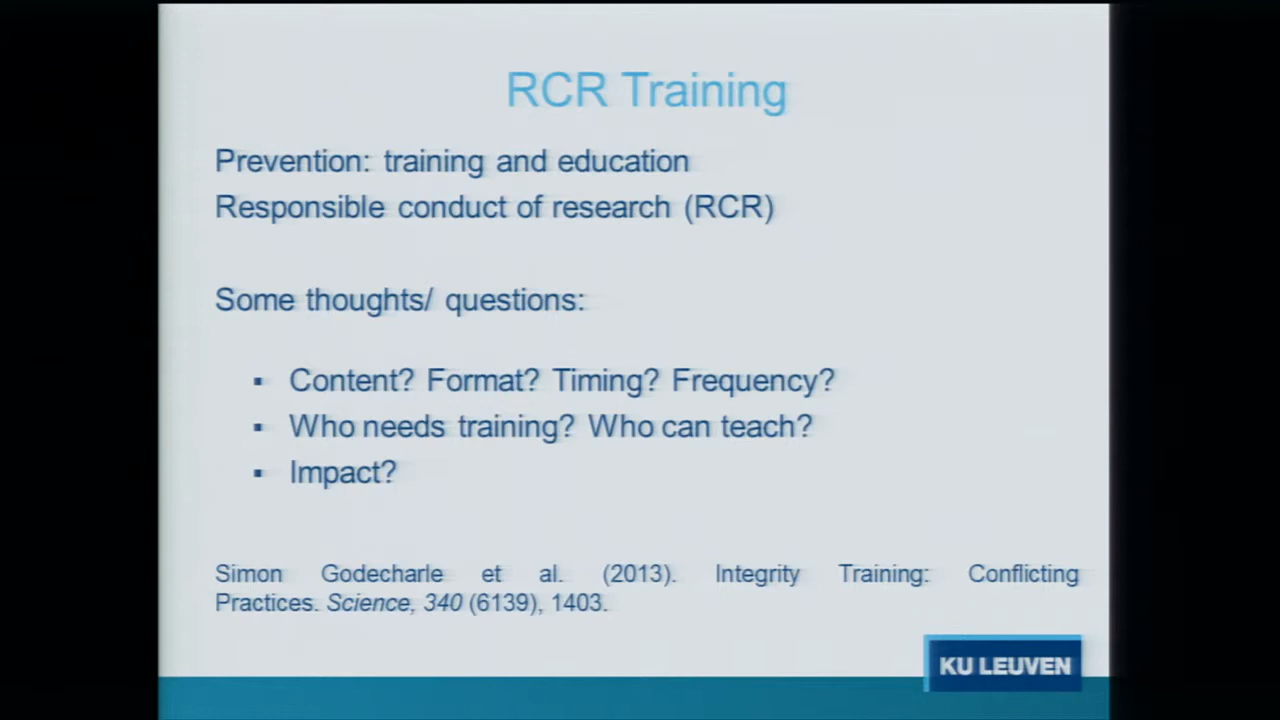 RCR Training
Prevention: training and education
Responsible conduct of research (RCR)
Some thoughts/ questions:
▪ Content? Format? Timing? Frequency?
▪ Who needs training? Who can teach?
▪ Impact?
Simon Godecharle et al. (2013). Integrity Training: Conflicting
Practices. Science, 340 (6139), 1403.
KU LEUVEN